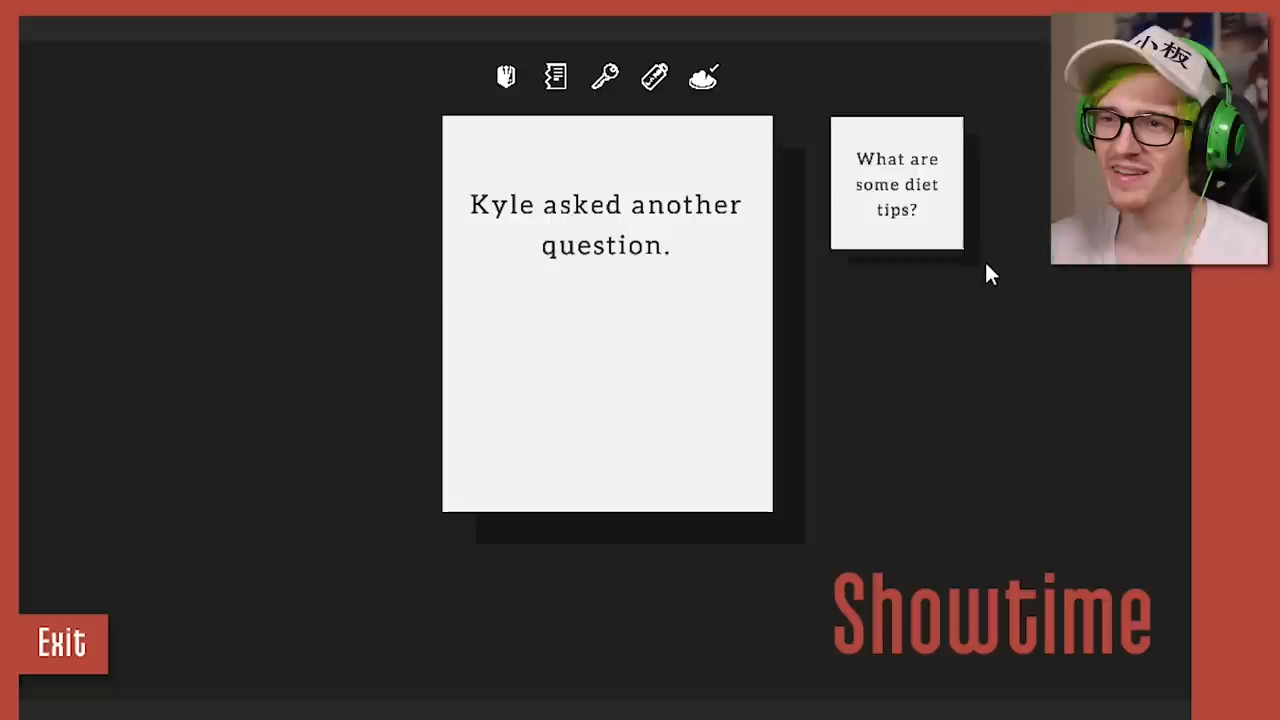 小板
Kyle asked another
question.
What are
some diet
tips?
Showtime
Exit